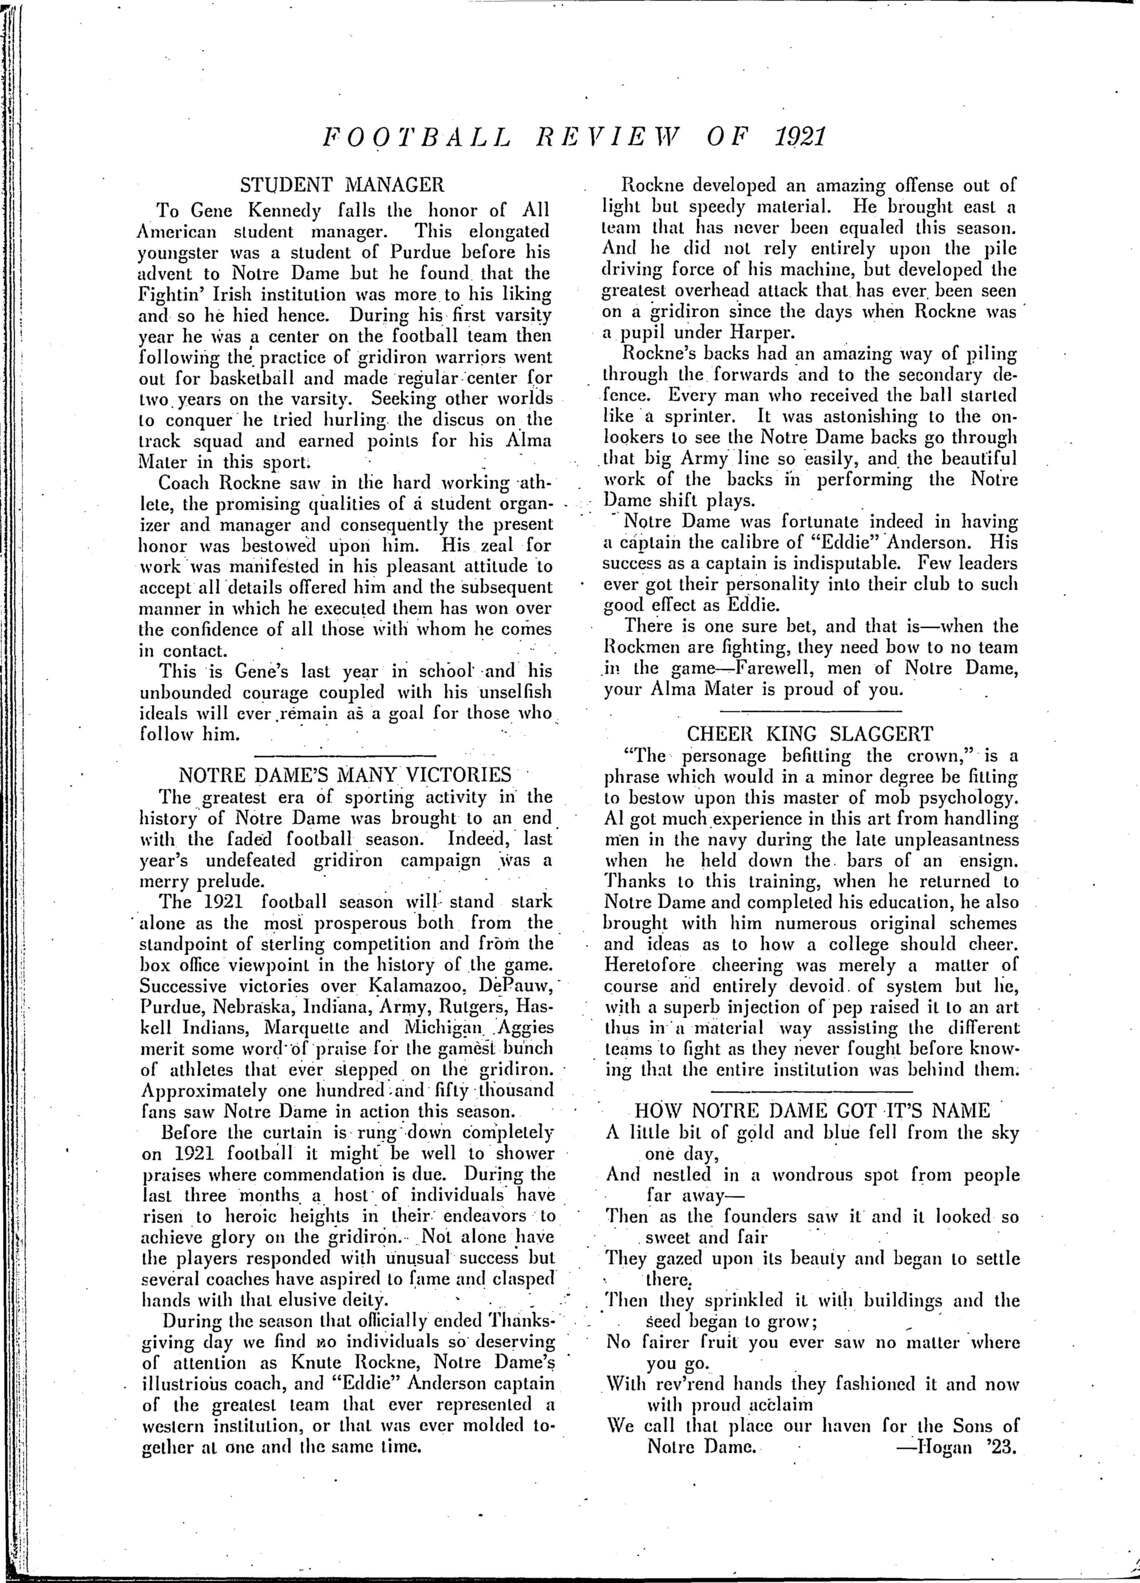 FOOTBALL REVIEW OF 1921
STUDENT MANAGER
To Gene Kennedy falls the honor of All
American student manager. This elongated
youngster was a student of Purdue before his
advent to Notre Dame but he found that the
Fightin' Irish institution was more to his liking
and so he hied hence. During his first varsity
year he was a center on the football team then
following the practice of gridiron warriors went
out for basketball and made regular center for
two years on the varsity. Seeking other worlds
to conquer he tried hurling the discus on the
track squad and earned points for his Alma
Mater in this sport.
Coach Rockne saw in the hard working ath-
lete, the promising qualities of a student organ-
izer and manager and consequently the present
honor was bestowed upon him. His zeal for
work was manifested in his pleasant attitude to
accept all details offered him and the subsequent
manner in which he executed them has won over
the confidence of all those with whom he comes
in contact.
This is Gene's last year in school and his
unbounded courage coupled with his unselfish
ideals will ever remain as a goal for those who
follow him.
NOTRE DAME'S MANY VICTORIES
The greatest era of sporting activity in the
history of Notre Dame was brought to an end
with the faded football season. Indeed, last
year's undefeated gridiron campaign was a
merry prelude.
The 1921 football season will stand stark
alone as the most prosperous both from the
standpoint of sterling competition and from the
box office viewpoint in the history of the game.
Successive victories over Kalamazoo, DePauw,
Purdue, Nebraska, Indiana, Army, Rutgers, Has-
kell Indians, Marquette and Michigan Aggies
merit some word of praise for the gamest bunch
of athletes that ever stepped on the gridiron.
Approximately one hundred and fifty thousand
fans saw Notre Dame in action this season.
Before the curtain is rung down completely
on 1921 football it might be well to shower
praises where commendation is due. During the
last three months a host of individuals have
risen to heroic heights in their endeavors to
achieve glory on the gridiron. Not alone have
the players responded with unusual success but
several coaches have aspired to fame and clasped
hands with that elusive deity.
During the season that officially ended Thanks-
giving day we find no individuals so deserving
of attention as Knute Rockne, Notre Dame's
illustrious coach, and "Eddie" Anderson captain
of the greatest team that ever represented a
western institution, or that was ever molded to-
gether at one and the same time.
Rockne developed an amazing offense out of
light but speedy material. He brought east a
team that has never been equaled this season.
And he did not rely entirely upon the pile
driving force of his machine, but developed the
greatest overhead attack that has ever been seen
on a gridiron since the days when Rockne was
a pupil under Harper.
Rockne's backs had an amazing way of piling
through the forwards and to the secondary de-
fence. Every man who received the ball started
like a sprinter. It was astonishing to the on-
lookers to see the Notre Dame backs go through
that big Army line so easily, and the beautiful
work of the backs in performing the Notre
Dame shift plays.
Notre Dame was fortunate indeed in having
a captain the calibre of "Eddie" Anderson. His
success as a captain is indisputable. Few leaders
ever got their personality into their club to such
good effect as Eddie.
There is one sure bet, and that is—when the
Rockmen are fighting, they need bow to no team
in the game—Farewell, men of Notre Dame,
your Alma Mater is proud of you.
CHEER KING SLAGGERT
"The personage befitting the crown," is a
phrase which would in a minor degree be fitting
to bestow upon this master of mob psychology.
Al got much experience in this art from handling
men in the navy during the late unpleasantness
when he held down the bars of an ensign.
Thanks to this training, when he returned to
Notre Dame and completed his education, he also
brought with him numerous original schemes
and ideas as to how a college should cheer.
Heretofore cheering was merely a matter of
course and entirely devoid of system but he,
with a superb injection of pep raised it to an art
thus in a material way assisting the different
teams to fight as they never fought before know-
ing that the entire institution was behind them.
HOW NOTRE DAME GOT IT'S NAME
A little bit of gold and blue fell from the sky
one day,
And nestled in a wondrous spot from people
far away—
Then as the founders saw it and it looked so
sweet and fair
They gazed upon its beauty and began to settle
there.
Then they sprinkled it with buildings and the
seed began to grow;
No fairer fruit you ever saw no matter where
you go.
With rev'rend hands they fashioned it and now
with proud acclaim
We call that place our haven for the Sons of
Notre Dame. —Hogan '23.